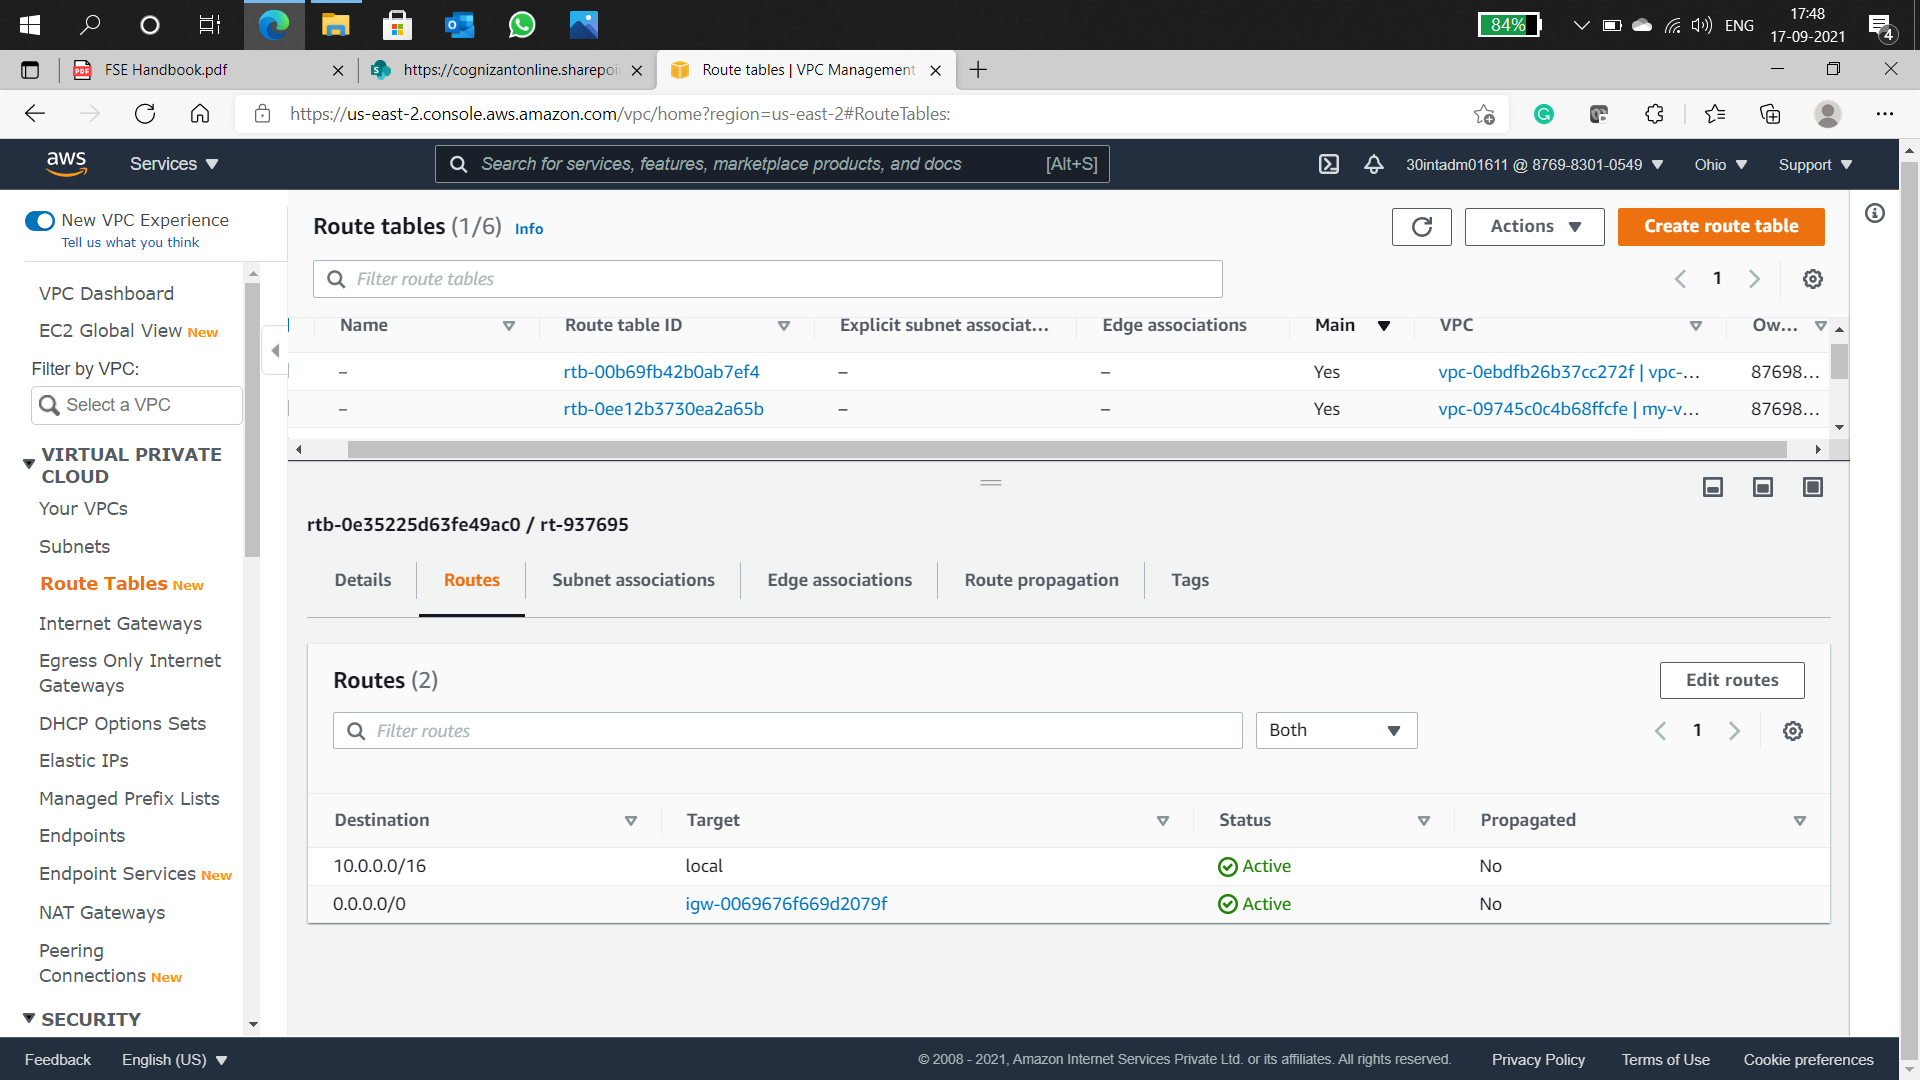 84%
ENG
17:48
17-09-2021
4
FSE Handbook.pdf
https://cognizantonline.sharepoi
Route tables | VPC Management
https://us-east-2.console.aws.amazon.com/vpc/home?region=us-east-2#RouteTables:
aws
Services
Search for services, features, marketplace products, and docs
[Alt+S]
30intadm01611 @ 8769-8301-0549
Ohio
Support
New VPC Experience
Tell us what you think
VPC Dashboard
EC2 Global View New
Filter by VPC:
Select a VPC
VIRTUAL PRIVATE
CLOUD
Your VPCs
Subnets
Route Tables New
Internet Gateways
Egress Only Internet
Gateways
DHCP Options Sets
Elastic IPs
Managed Prefix Lists
Endpoints
Endpoint Services New
NAT Gateways
Peering
Connections New
SECURITY
Route tables (1/6) Info
Actions
Create route table
Filter route tables
1
Name Route table ID Explicit subnet associat... Edge associations Main VPC Ow...
– rtb-00b69fb42b0ab7ef4 – – Yes vpc-0ebdfb26b37cc272f | vpc-... 87698...
– rtb-0ee12b3730ea2a65b – – Yes vpc-09745c0c4b68ffcfe | my-v... 87698...
rtb-0e35225d63fe49ac0 / rt-937695
Details Routes Subnet associations Edge associations Route propagation Tags
Routes (2)
Edit routes
Filter routes
Both
1
Destination Target Status Propagated
10.0.0.0/16 local Active No
0.0.0.0/0 igw-0069676f669d2079f Active No
Feedback English (US) © 2008 - 2021, Amazon Internet Services Private Ltd. or its affiliates. All rights reserved. Privacy Policy Terms of Use Cookie preferences